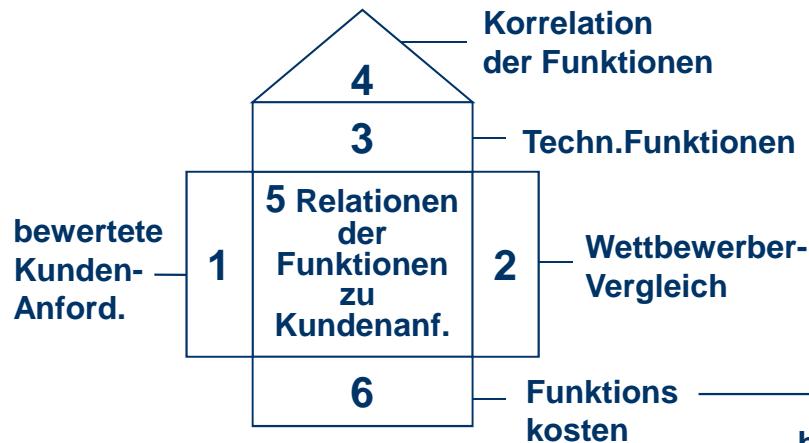 Korrelation
der Funktionen
4
3
Techn.Funktionen
bewertete
Kunden-
Anford.
1
5 Relationen
der
Funktionen
zu
Kundenanf.
2
Wettbewerber-
Vergleich
6
Funktions
kosten